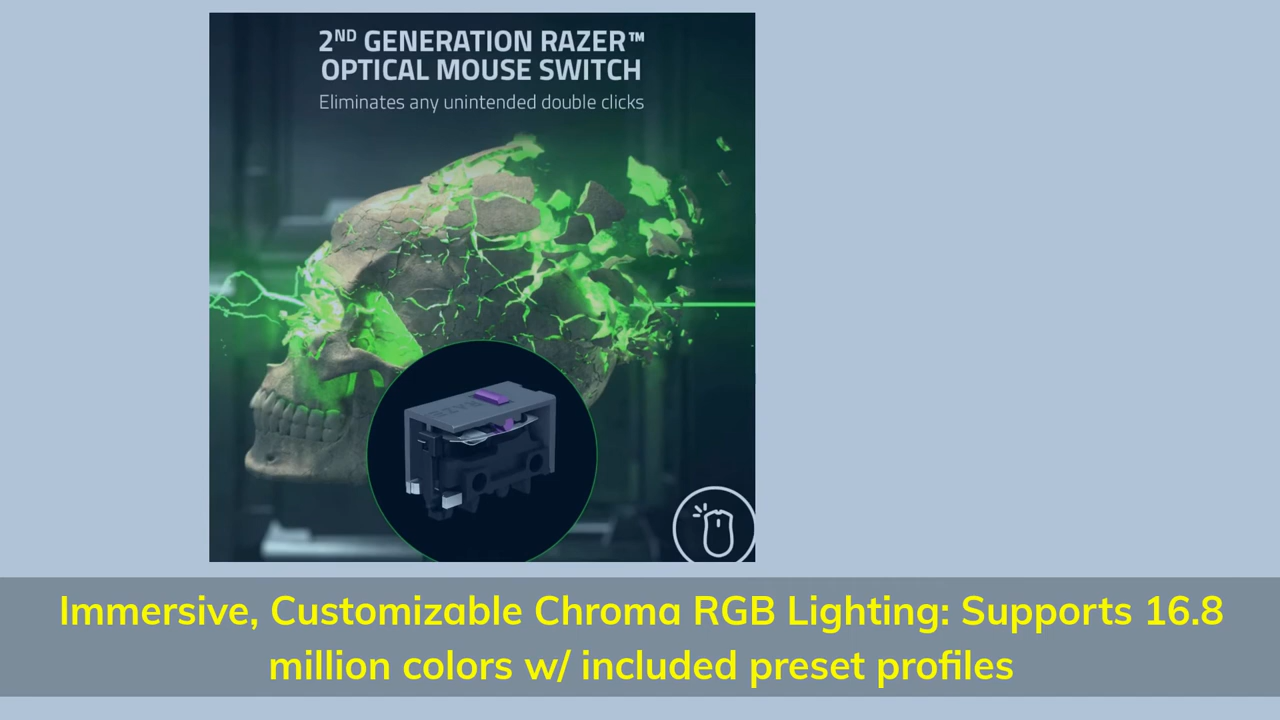 2ND GENERATION RAZER™
OPTICAL MOUSE SWITCH
Eliminates any unintended double clicks
RAZE
Immersive, Customizable Chroma RGB Lighting: Supports 16.8
million colors w/ included preset profiles